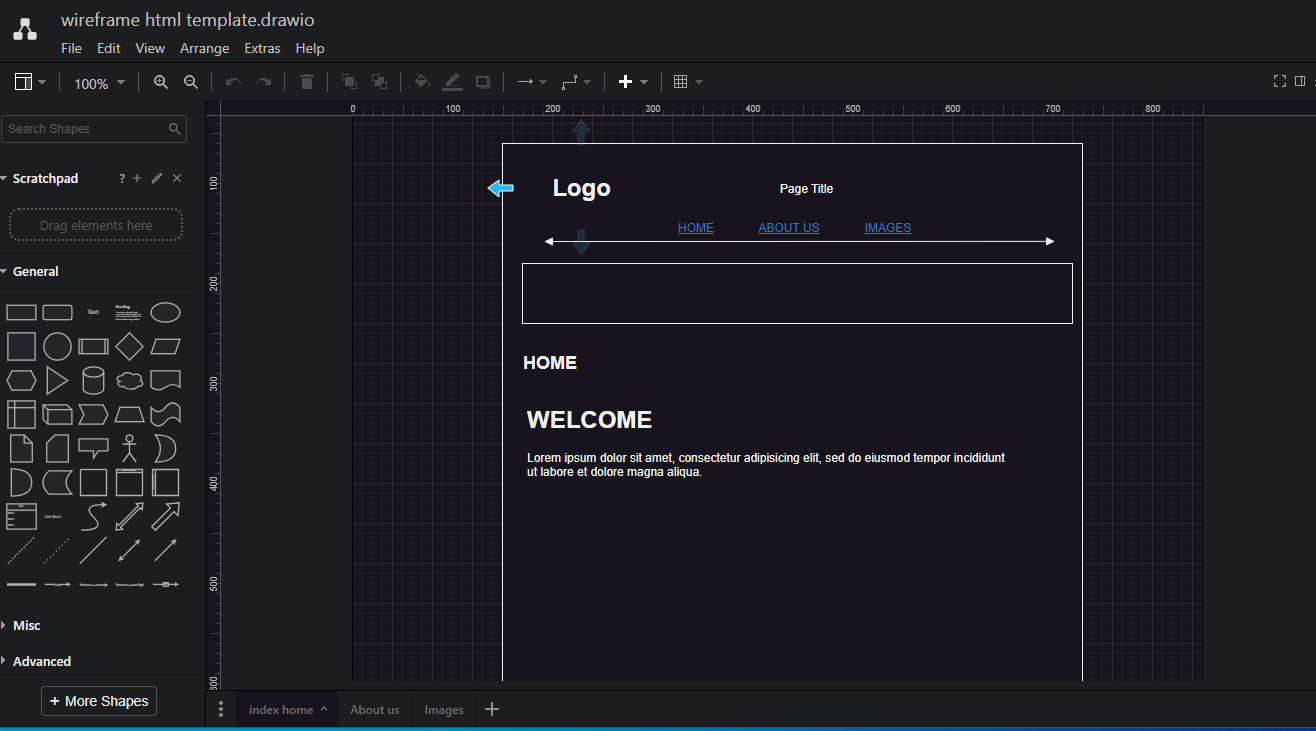 wireframe html template.drawio
File Edit View Arrange Extras Help
100%
0 100 200 300 400 500 600 700 800
Search Shapes
Scratchpad ? + 
Drag elements here
General
Text
Heading
List Item
Misc
Advanced
+ More Shapes
100
200
300
400
500
600
Logo
Page Title
HOME ABOUT US IMAGES
HOME
WELCOME
Lorem ipsum dolor sit amet, consectetur adipisicing elit, sed do eiusmod tempor incididunt
ut labore et dolore magna aliqua.
index home About us Images